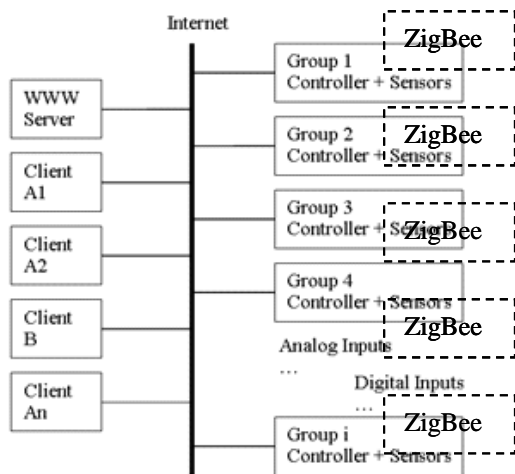 Internet
WWW
Server
Client
A1
Client
A2
Client
B
Client
An
Group 1
Controller + Sensors
ZigBee
Group 2
Controller + Sensors
ZigBee
Group 3
Controller + Sensors
ZigBee
Group 4
Controller + Sensors
ZigBee
Analog Inputs
...
Digital Inputs
...
Group i
Controller + Sensors
ZigBee